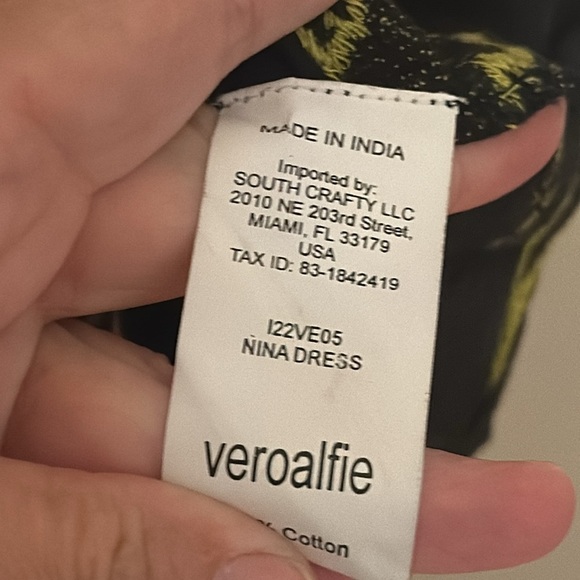 MADE IN INDIA
Imported by:
SOUTH CRAFTY LLC
2010 NE 203rd Street,
MIAMI, FL 33179
USA
TAX ID: 83-1842419
I22VE05
NINA DRESS
veroalfie
% Cotton